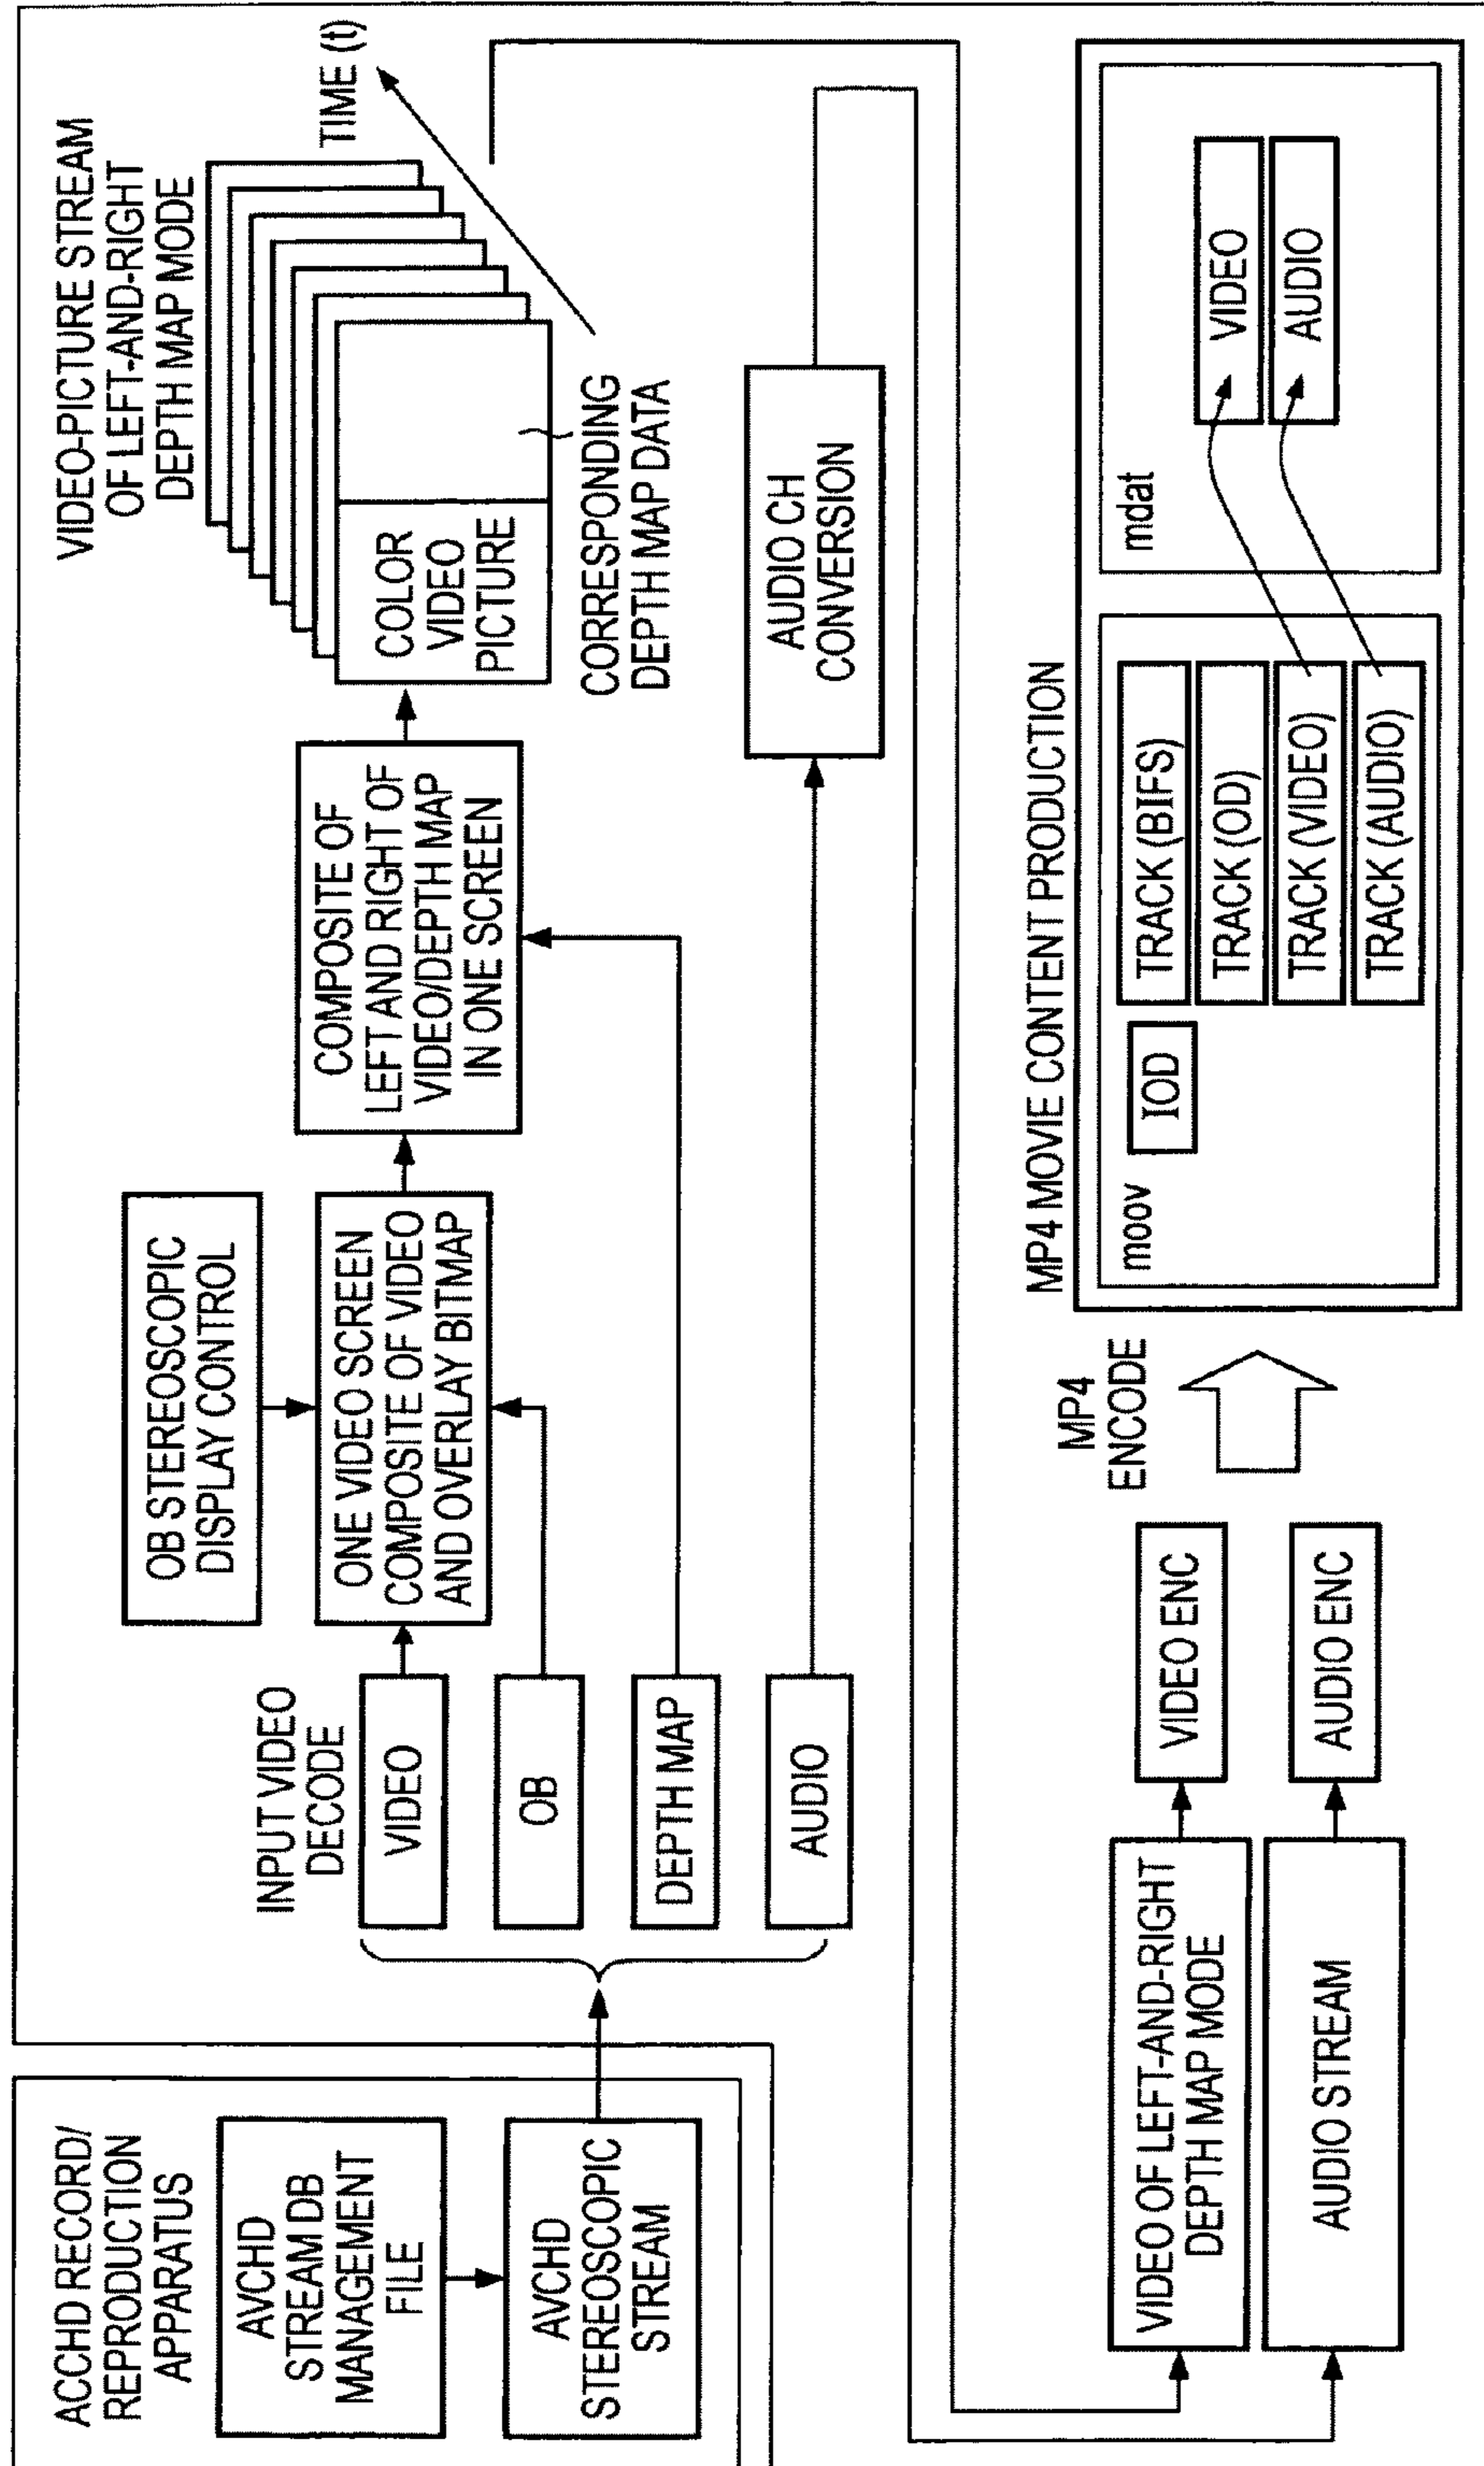 ACCHD RECORD/
REPRODUCTION
APPARATUS
AVCHD
STREAM DB
MANAGEMENT
FILE
AVCHD
STEREOSCOPIC
STREAM
INPUT VIDEO
DECODE
VIDEO
OB
DEPTH MAP
AUDIO
OB STEREOSCOPIC
DISPLAY CONTROL
ONE VIDEO SCREEN
COMPOSITE OF VIDEO
AND OVERLAY BITMAP
COMPOSITE OF
LEFT AND RIGHT OF
VIDEO/DEPTH MAP
IN ONE SCREEN
VIDEO-PICTURE STREAM
OF LEFT-AND-RIGHT
DEPTH MAP MODE
TIME (t)
COLOR
VIDEO
PICTURE
CORRESPONDING
DEPTH MAP DATA
AUDIO CH
CONVERSION
VIDEO OF LEFT-AND-RIGHT
DEPTH MAP MODE
AUDIO STREAM
VIDEO ENC
AUDIO ENC
MP4
ENCODE
MP4 MOVIE CONTENT PRODUCTION
moov
IOD
TRACK (BIFS)
TRACK (OD)
TRACK (VIDEO)
TRACK (AUDIO)
mdat
VIDEO
AUDIO